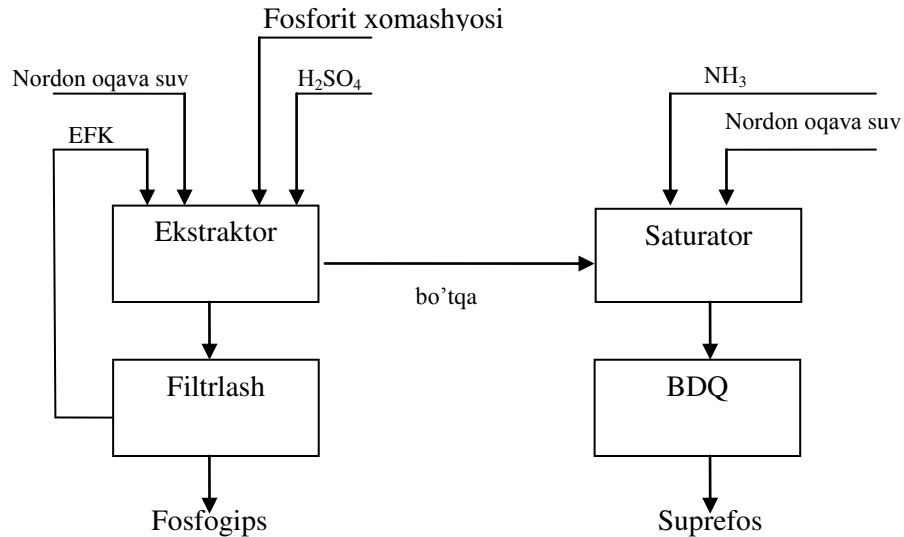 Fosforit xomashyosi
Nordon oqava suv
H₂SO₄
NH₃
EFK
Nordon oqava suv
Ekstraktor
Saturator
bo’tqa
Filtrlash
BDQ
Fosfogips
Suprefos